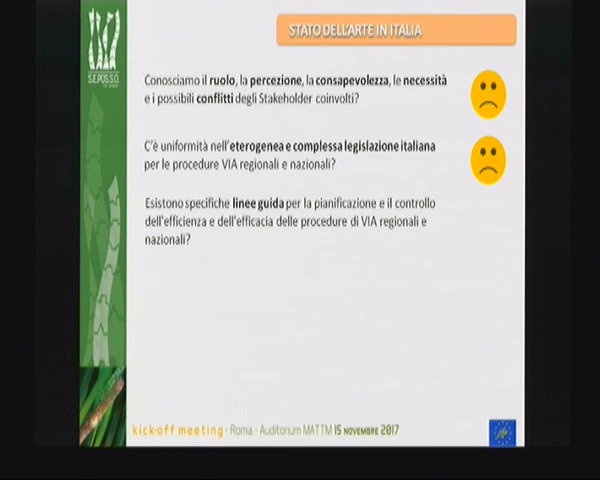 STATO DELL'ARTE IN ITALIA
S.E.POS.S.O.
Conosciamo il ruolo, la percezione, la consapevolezza, le necessità
e i possibili conflitti degli Stakeholder coinvolti?
C'è uniformità nell'eterogenea e complessa legislazione italiana
per le procedure VIA regionali e nazionali?
Esistono specifiche linee guida per la pianificazione e il controllo
dell'efficienza e dell'efficacia delle procedure di VIA regionali e
nazionali?
kick-off meeting - Roma - Auditorium MATTM 15 NOVEMBRE 2017